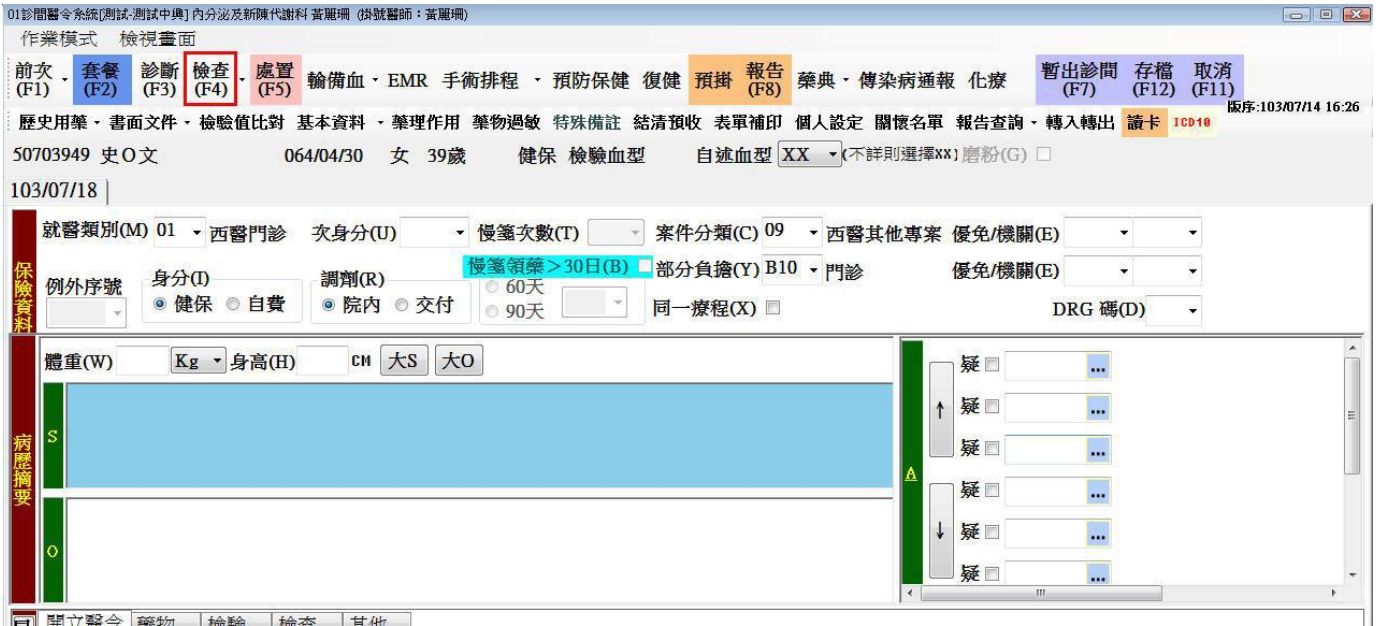 01診間醫令系統[測試-測試中興] 內分泌及新陳代謝科 黃麗珊 (掛號醫師：黃麗珊)
作業模式 檢視畫面
前次(F1) 套餐(F2) 診斷(F3) 檢查(F4) 處置(F5) 輸備血 EMR 手術排程 預防保健 復健 預掛 報告(F8) 藥典 傳染病通報 化療 暫出診間(F7) 存檔(F12) 取消(F11)
版序:103/07/14 16:26
歷史用藥 書面文件 檢驗值比對 基本資料 藥理作用 藥物過敏 特殊備註 結清預收 表單補印 個人設定 關懷名單 報告查詢 轉入轉出 讀卡 ICD10
50703949 史O文 064/04/30 女 39歲 健保 檢驗血型 自述血型 XX (不詳則選擇XX) 磨粉(G)
103/07/18
保險資料
就醫類別(M) 01 西醫門診 次身分(U) 慢箋次數(T) 案件分類(C) 09 西醫其他專案 優免/機關(E)
例外序號 身分(I) 健保 自費 調劑(R) 院內 交付 慢箋領藥＞30日(B) 60天 90天 部分負擔(Y) B10 門診 優免/機關(E)
同一療程(X) DRG 碼(D)
病歷摘要
體重(W) Kg 身高(H) CM 大S 大O
S
O
A
↑
↓
疑 ...
疑 ...
疑 ...
疑 ...
疑 ...
疑 ...
開立醫令 藥物 檢驗 檢查 其他